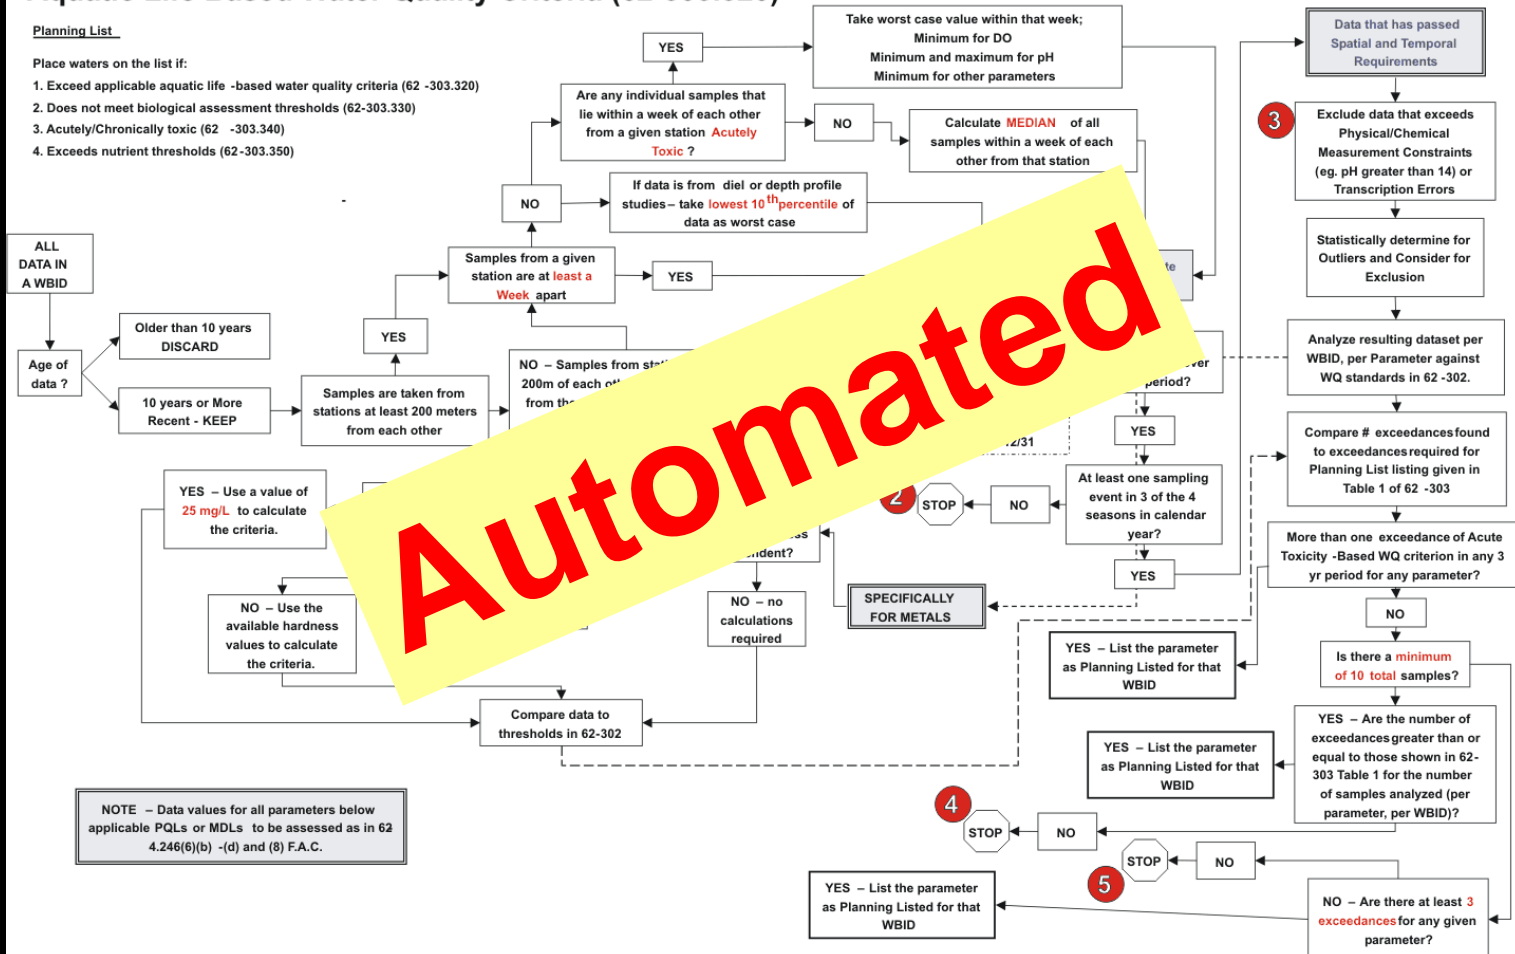 Planning List
Place waters on the list if:
1. Exceed applicable aquatic life -based water quality criteria (62 -303.320)
2. Does not meet biological assessment thresholds (62-303.330)
3. Acutely/Chronically toxic (62 -303.340)
4. Exceeds nutrient thresholds (62-303.350)
-
ALL
DATA IN
A WBID
Age of
data ?
Older than 10 years
DISCARD
10 years or More
Recent - KEEP
Samples are taken from
stations at least 200 meters
from each other
YES
NO – Samples from
200m of each
from
Samples from a given
station are at least a
Week apart
YES
NO
If data is from diel or depth profile
studies – take lowest 10th percentile of
data as worst case
Are any individual samples that
lie within a week of each other
from a given station Acutely
Toxic ?
YES
Take worst case value within that week;
Minimum for DO
Minimum and maximum for pH
Minimum for other parameters
NO
Calculate MEDIAN of all
samples within a week of each
other from that station
Automated
period?
YES
/31
At least one sampling
event in 3 of the 4
seasons in calendar
year?
NO
STOP
2
YES
SPECIFICALLY
FOR METALS
NO – no
calculations
required
YES – Use a value of
25 mg/L to calculate
the criteria.
NO – Use the
available hardness
values to calculate
the criteria.
Compare data to
thresholds in 62-302
NOTE – Data values for all parameters below
applicable PQLs or MDLs to be assessed as in 62-
4.246(6)(b) -(d) and (8) F.A.C.
Data that has passed
Spatial and Temporal
Requirements
3
Exclude data that exceeds
Physical/Chemical
Measurement Constraints
(eg. pH greater than 14) or
Transcription Errors
Statistically determine for
Outliers and Consider for
Exclusion
Analyze resulting dataset per
WBID, per Parameter against
WQ standards in 62 -302.
Compare # exceedances found
to exceedances required for
Planning List listing given in
Table 1 of 62 -303
More than one exceedance of Acute
Toxicity -Based WQ criterion in any 3
yr period for any parameter?
YES – List the parameter
as Planning Listed for that
WBID
NO
Is there a minimum
of 10 total samples?
YES – Are the number of
exceedances greater than or
equal to those shown in 62-
303 Table 1 for the number
of samples analyzed (per
parameter, per WBID)?
YES – List the parameter
as Planning Listed for that
WBID
4
STOP
NO
STOP
NO
5
NO – Are there at least 3
exceedances for any given
parameter?
YES – List the parameter
as Planning Listed for that
WBID